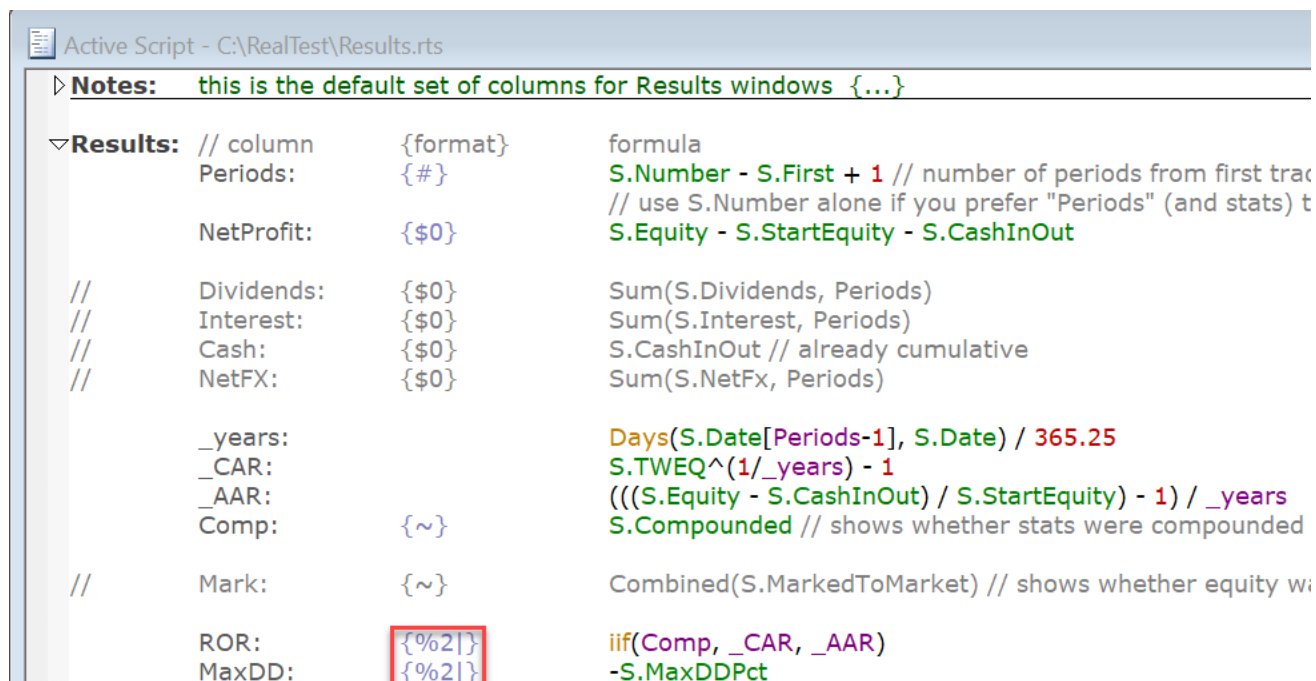 Active Script - C:\RealTest\Results.rts
Notes: this is the default set of columns for Results windows {...}
Results: // column {format} formula
Periods: {#} S.Number - S.First + 1 // number of periods from first
// use S.Number alone if you prefer "Periods" (and stats)
NetProfit: {$0} S.Equity - S.StartEquity - S.CashInOut
// Dividends: {$0} Sum(S.Dividends, Periods)
// Interest: {$0} Sum(S.Interest, Periods)
// Cash: {$0} S.CashInOut // already cumulative
// NetFX: {$0} Sum(S.NetFx, Periods)
_years: Days(S.Date[Periods-1], S.Date) / 365.25
_CAR: S.TWEQ^(1/_years) - 1
_AAR: (((S.Equity - S.CashInOut) / S.StartEquity) - 1) / _years
Comp: {~} S.Compounded // shows whether stats were compounded
// Mark: {~} Combined(S.MarkedToMarket) // shows whether equity
ROR: {%2|} iif(Comp, _CAR, _AAR)
MaxDD: {%2|} -S.MaxDDPct